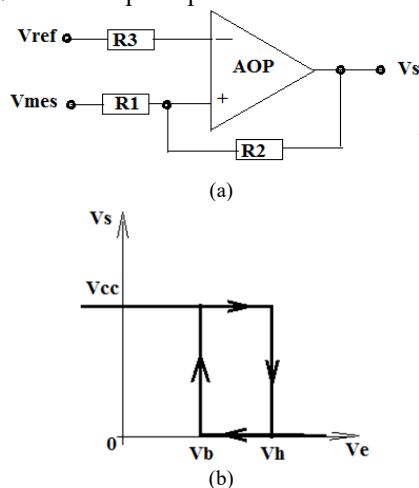 Vref R3 − AOP Vs
Vmes R1 + 
R2
(a)
Vs
Vcc
0 Vb Vh Ve
(b)